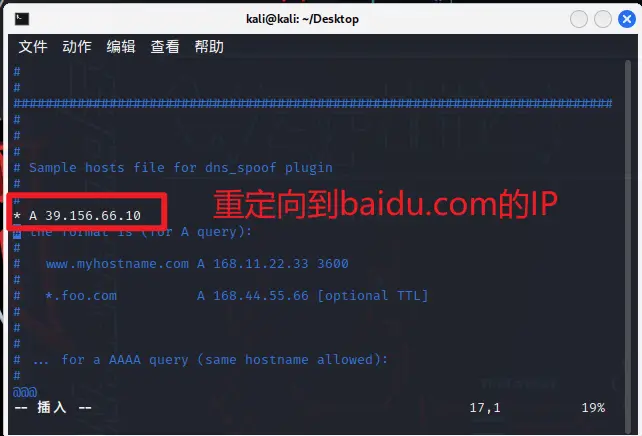 kali@kali: ~/Desktop
文件 动作 编辑 查看 帮助
#
#
###########################################################################
#
#
#
# Sample hosts file for dns_spoof plugin
#
#
* A 39.156.66.10
重定向到baidu.com的IP
# the format is (for A query):
#
#   www.myhostname.com A 168.11.22.33 3600
#
#   *.foo.com          A 168.44.55.66 [optional TTL]
#
#
#
# ... for a AAAA query (same hostname allowed):
#
@@@
-- 插入 --                                                17,1          19%